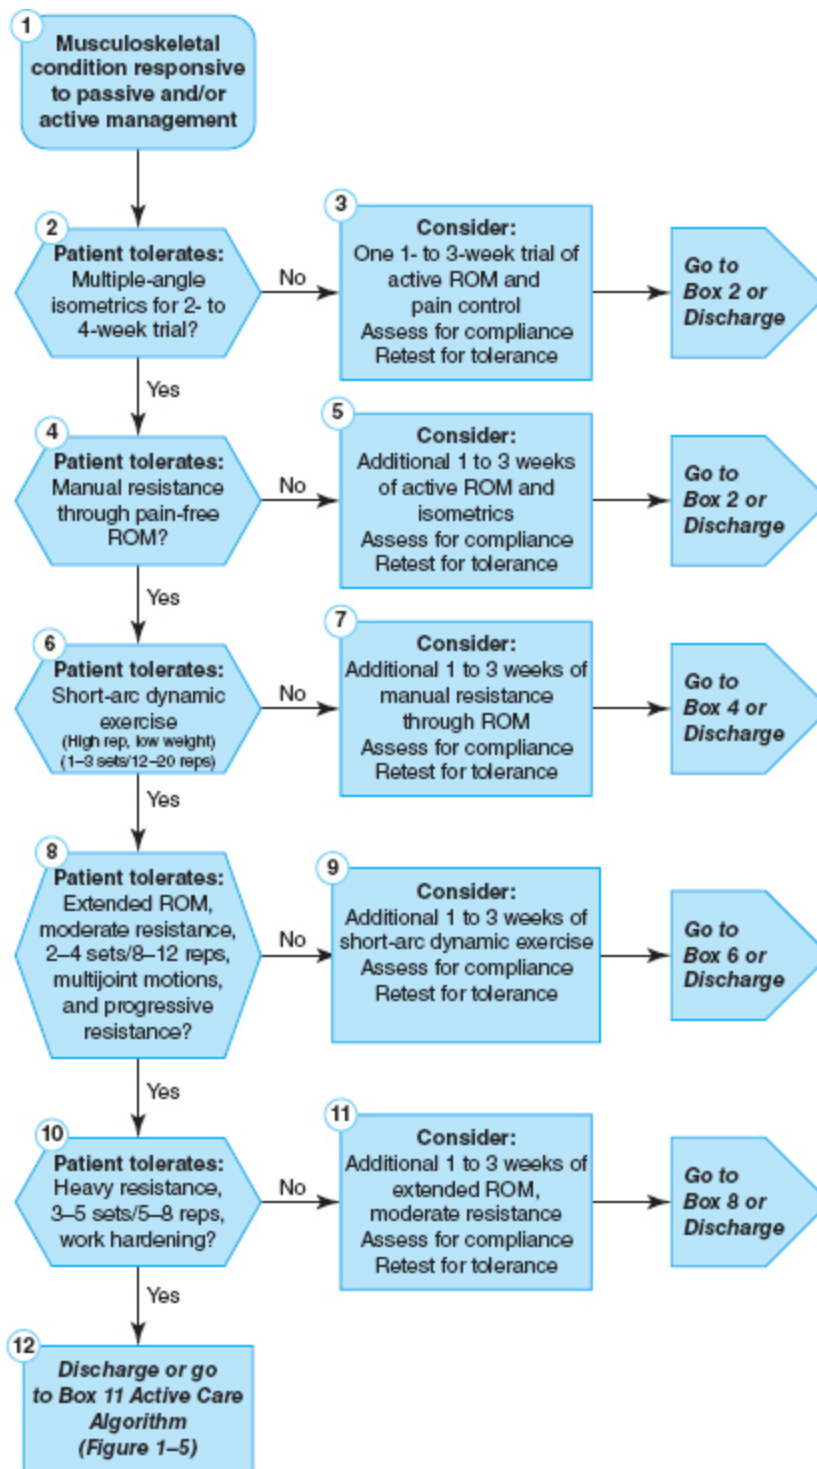 1
Musculoskeletal
condition responsive
to passive and/or
active management
2
Patient tolerates:
Multiple-angle
isometrics for 2- to
4-week trial?
No
3
Consider:
One 1- to 3-week trial of
active ROM and
pain control
Assess for compliance
Retest for tolerance
Go to
Box 2 or
Discharge
Yes
4
Patient tolerates:
Manual resistance
through pain-free
ROM?
No
5
Consider:
Additional 1 to 3 weeks
of active ROM and
isometrics
Assess for compliance
Retest for tolerance
Go to
Box 2 or
Discharge
Yes
6
Patient tolerates:
Short-arc dynamic
exercise
(High rep, low weight)
(1–3 sets/12–20 reps)
No
7
Consider:
Additional 1 to 3 weeks of
manual resistance
through ROM
Assess for compliance
Retest for tolerance
Go to
Box 4 or
Discharge
Yes
8
Patient tolerates:
Extended ROM,
moderate resistance,
2–4 sets/8–12 reps,
multijoint motions,
and progressive
resistance?
No
9
Consider:
Additional 1 to 3 weeks of
short-arc dynamic exercise
Assess for compliance
Retest for tolerance
Go to
Box 6 or
Discharge
Yes
10
Patient tolerates:
Heavy resistance,
3–5 sets/5–8 reps,
work hardening?
No
11
Consider:
Additional 1 to 3 weeks of
extended ROM,
moderate resistance
Assess for compliance
Retest for tolerance
Go to
Box 8 or
Discharge
Yes
12
Discharge or go
to Box 11 Active Care
Algorithm
(Figure 1–5)